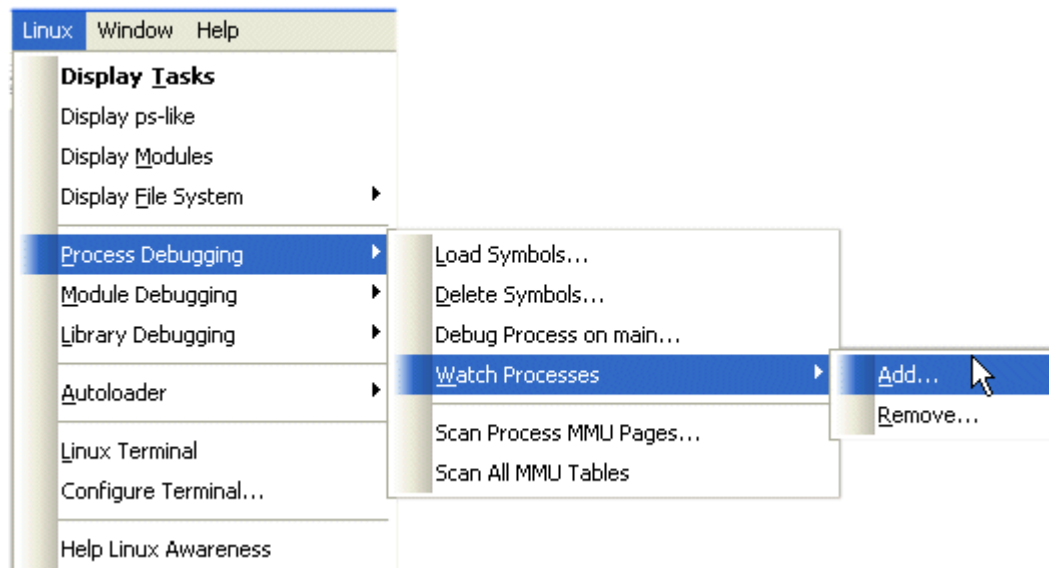 Linux Window Help
Display Tasks
Display ps-like
Display Modules
Display File System
Process Debugging
Module Debugging
Library Debugging
Autoloader
Linux Terminal
Configure Terminal...
Help Linux Awareness
Load Symbols...
Delete Symbols...
Debug Process on main...
Watch Processes
Scan Process MMU Pages...
Scan All MMU Tables
Add...
Remove...